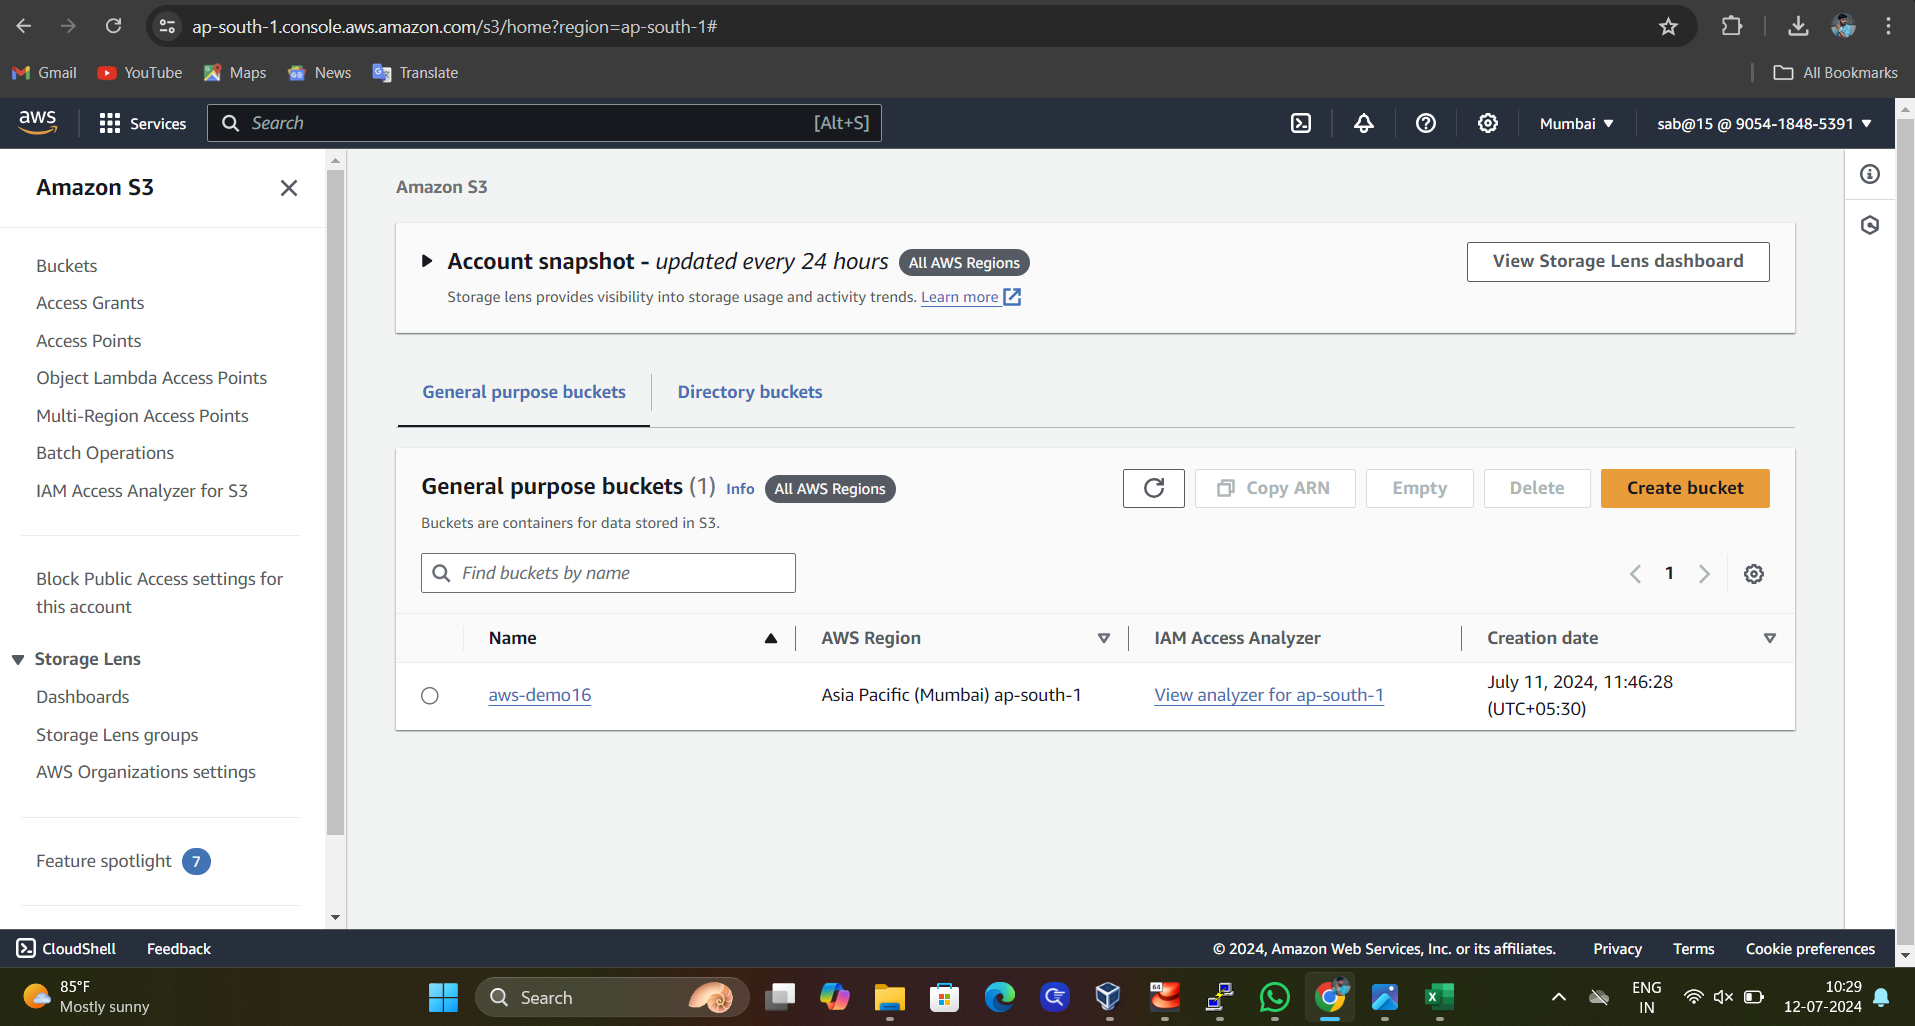 ap-south-1.console.aws.amazon.com/s3/home?region=ap-south-1#
Gmail
YouTube
Maps
News
Translate
All Bookmarks
aws
Services
Search
[Alt+S]
Mumbai
sab@15 @ 9054-1848-5391
Amazon S3
Buckets
Access Grants
Access Points
Object Lambda Access Points
Multi-Region Access Points
Batch Operations
IAM Access Analyzer for S3
Block Public Access settings for
this account
Storage Lens
Dashboards
Storage Lens groups
AWS Organizations settings
Feature spotlight 7
Amazon S3
Account snapshot - updated every 24 hours All AWS Regions
Storage lens provides visibility into storage usage and activity trends. Learn more
View Storage Lens dashboard
General purpose buckets
Directory buckets
General purpose buckets (1) Info All AWS Regions
Buckets are containers for data stored in S3.
Copy ARN
Empty
Delete
Create bucket
Find buckets by name
1
Name
AWS Region
IAM Access Analyzer
Creation date
aws-demo16
Asia Pacific (Mumbai) ap-south-1
View analyzer for ap-south-1
July 11, 2024, 11:46:28
(UTC+05:30)
CloudShell
Feedback
© 2024, Amazon Web Services, Inc. or its affiliates.
Privacy
Terms
Cookie preferences
85°F
Mostly sunny
Search
64
ENG
IN
10:29
12-07-2024